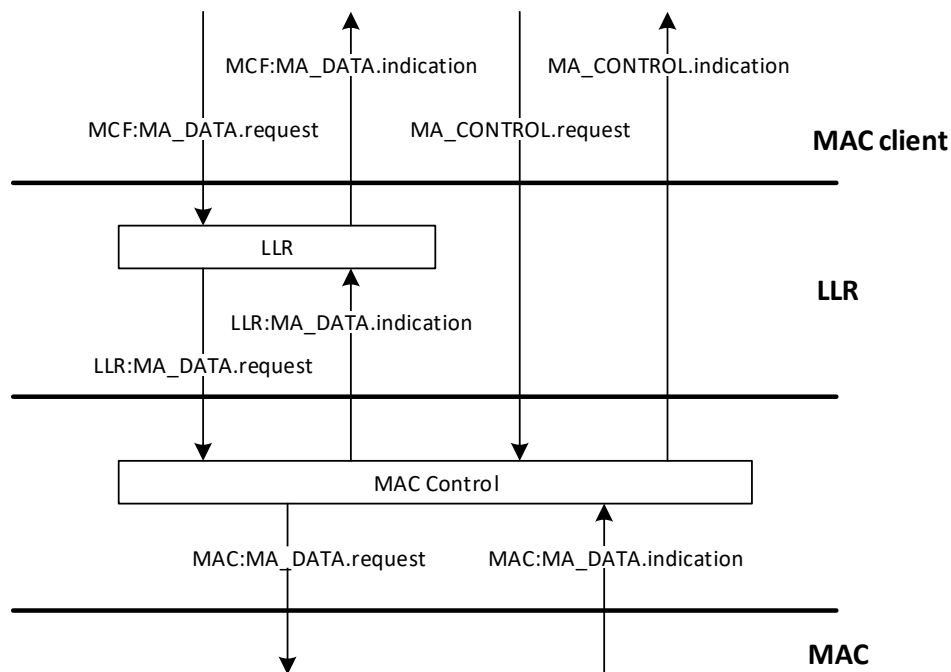 MCF:MA_DATA.indication
MA_CONTROL.indication
MCF:MA_DATA.request
MA_CONTROL.request
MAC client
LLR
LLR
LLR:MA_DATA.indication
LLR:MA_DATA.request
MAC Control
MAC:MA_DATA.request
MAC:MA_DATA.indication
MAC